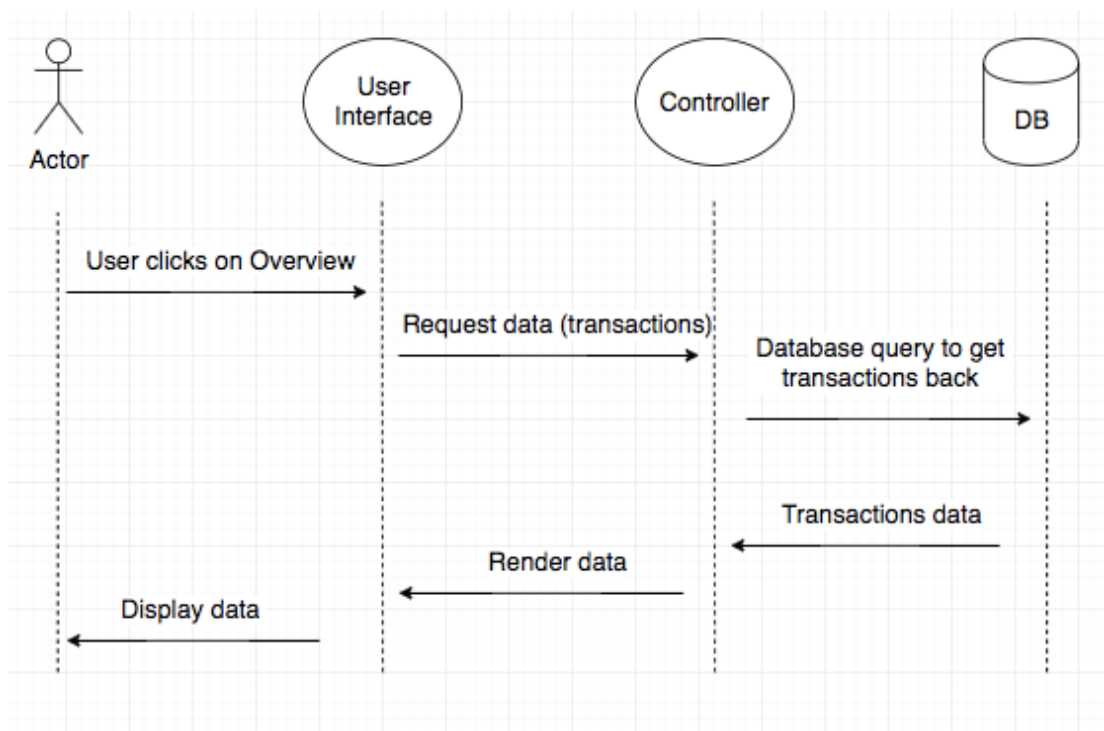 User
Interface
Controller
DB
Actor
User clicks on Overview
Request data (transactions)
Database query to get
transactions back
Transactions data
Render data
Display data